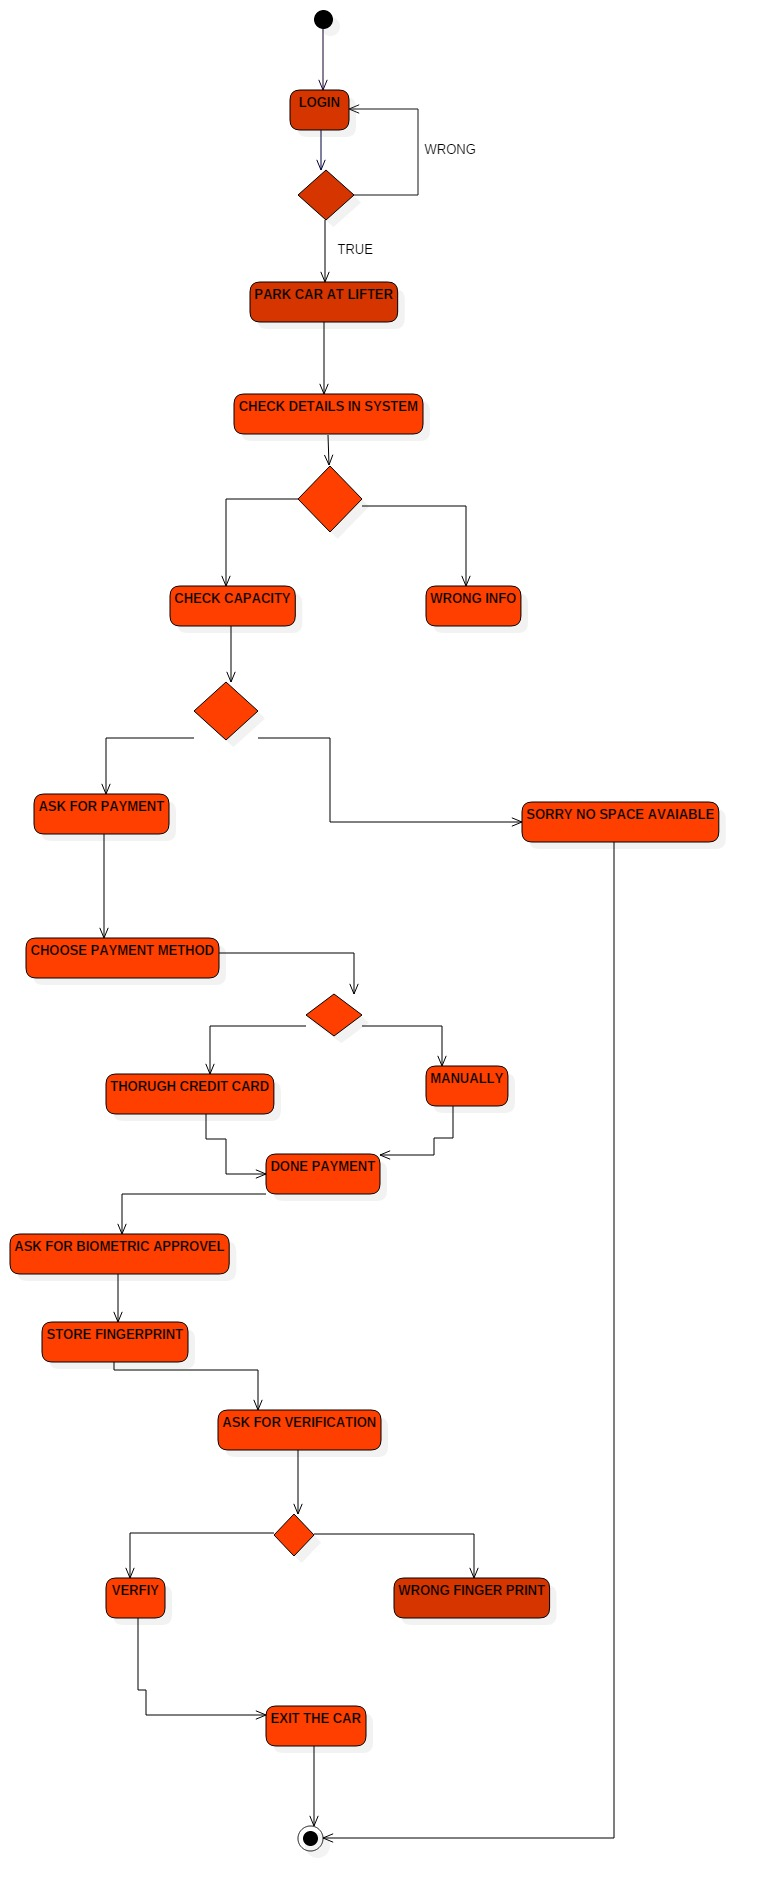 LOGIN
WRONG
TRUE
PARK CAR AT LIFTER
CHECK DETAILS IN SYSTEM
CHECK CAPACITY
WRONG INFO
ASK FOR PAYMENT
SORRY NO SPACE AVAIABLE
CHOOSE PAYMENT METHOD
THORUGH CREDIT CARD
MANUALLY
DONE PAYMENT
ASK FOR BIOMETRIC APPROVEL
STORE FINGERPRINT
ASK FOR VERIFICATION
VERFIY
WRONG FINGER PRINT
EXIT THE CAR